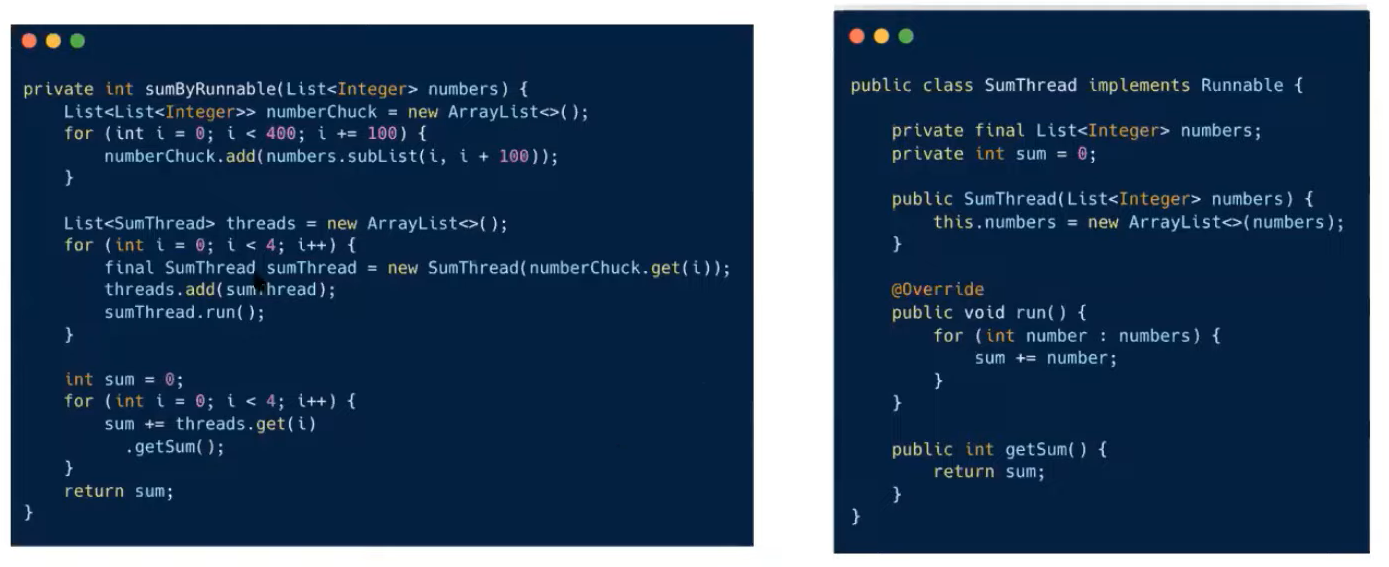 private int sumByRunnable(List<Integer> numbers) {
    List<List<Integer>> numberChuck = new ArrayList<>();
    for (int i = 0; i < 400; i += 100) {
        numberChuck.add(numbers.subList(i, i + 100));
    }

    List<SumThread> threads = new ArrayList<>();
    for (int i = 0; i < 4; i++) {
        final SumThread sumThread = new SumThread(numberChuck.get(i));
        threads.add(sumThread);
        sumThread.run();
    }

    int sum = 0;
    for (int i = 0; i < 4; i++) {
        sum += threads.get(i)
          .getSum();
    }
    return sum;
}

public class SumThread implements Runnable {

    private final List<Integer> numbers;
    private int sum = 0;

    public SumThread(List<Integer> numbers) {
        this.numbers = new ArrayList<>(numbers);
    }

    @Override
    public void run() {
        for (int number : numbers) {
            sum += number;
        }
    }

    public int getSum() {
        return sum;
    }
}